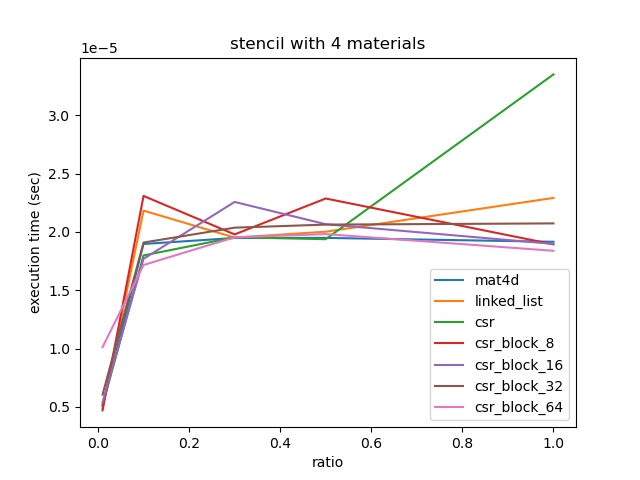 stencil with 4 materials
1e−5
execution time (sec)
3.0
2.5
2.0
1.5
1.0
0.5
0.0
0.2
0.4
0.6
0.8
1.0
ratio
mat4d
linked_list
csr
csr_block_8
csr_block_16
csr_block_32
csr_block_64